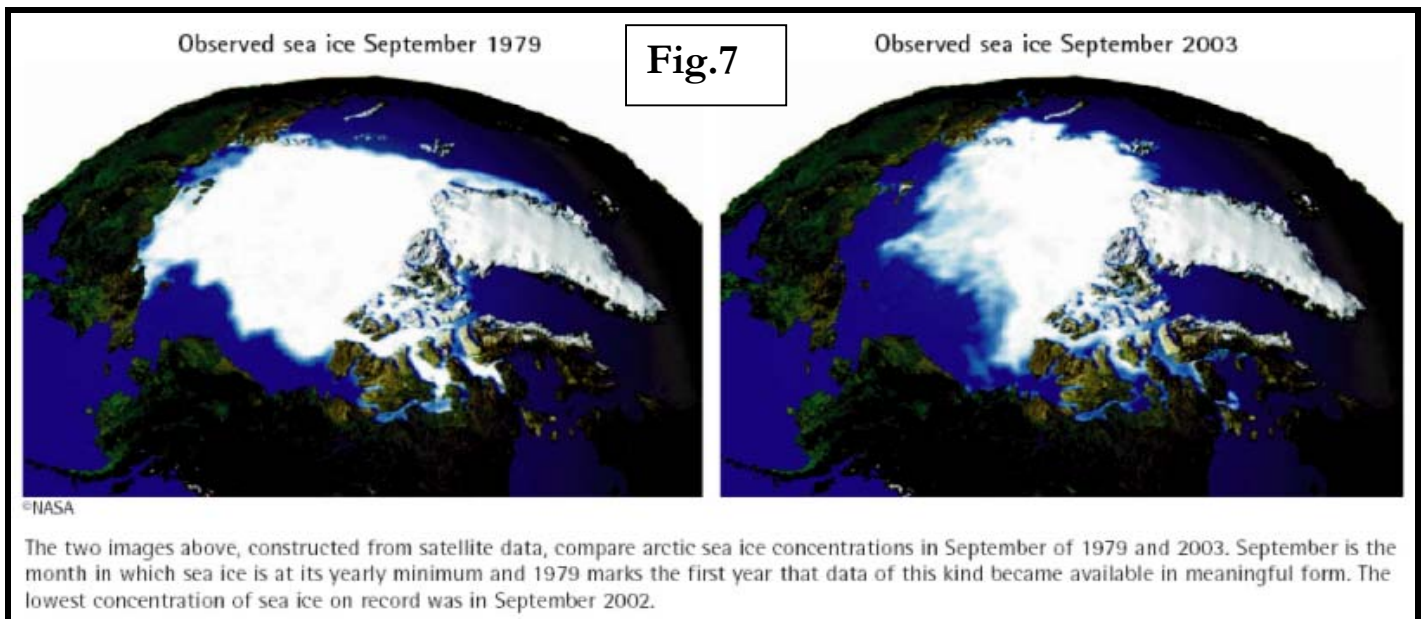 Observed sea ice September 1979
Fig.7
Observed sea ice September 2003
©NASA
The two images above, constructed from satellite data, compare arctic sea ice concentrations in September of 1979 and 2003. September is the
month in which sea ice is at its yearly minimum and 1979 marks the first year that data of this kind became available in meaningful form. The
lowest concentration of sea ice on record was in September 2002.